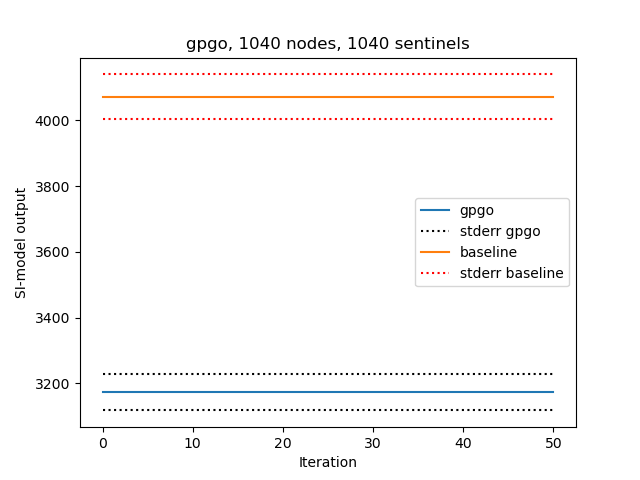 gpgo, 1040 nodes, 1040 sentinels
SI-model output
4000
3800
3600
3400
3200
gpgo
stderr gpgo
baseline
stderr baseline
0 10 20 30 40 50
Iteration